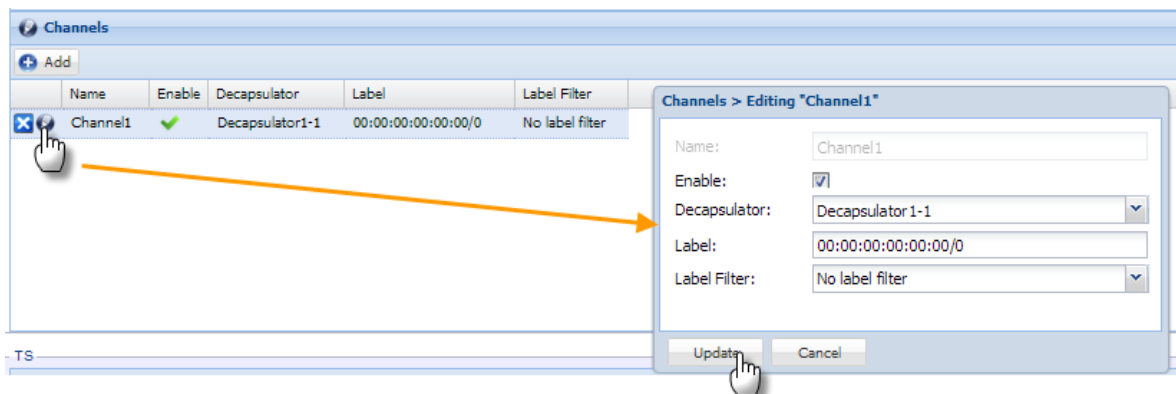 Channels
Add
Name Enable Decapsulator Label Label Filter
Channel1 Decapsulator1-1 00:00:00:00:00:00/0 No label filter
Channels > Editing "Channel1"
Name: Channel1
Enable:
Decapsulator: Decapsulator1-1
Label: 00:00:00:00:00:00/0
Label Filter: No label filter
Update Cancel
TS